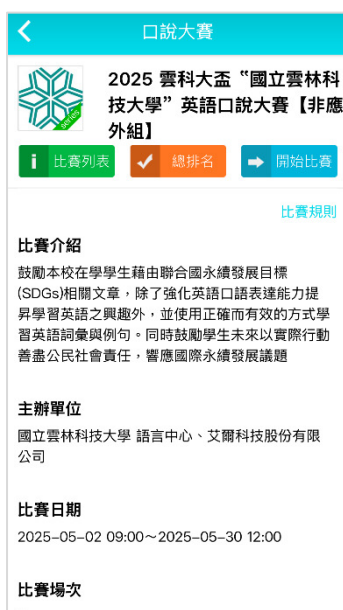 口說大賽
2025 雲科大盃 “國立雲林科
技大學” 英語口說大賽【非應
外組】
series
i 比賽列表 總排名 開始比賽
比賽規則
比賽介紹
鼓勵本校在學學生藉由聯合國永續發展目標
(SDGs)相關文章，除了強化英語口語表達能力提
昇學習英語之興趣外，並使用正確而有效的方式學
習英語詞彙與例句。同時鼓勵學生未來以實際行動
善盡公民社會責任，響應國際永續發展議題
主辦單位
國立雲林科技大學 語言中心、艾爾科技股份有限
公司
比賽日期
2025–05–02 09:00～2025–05–30 12:00
比賽場次